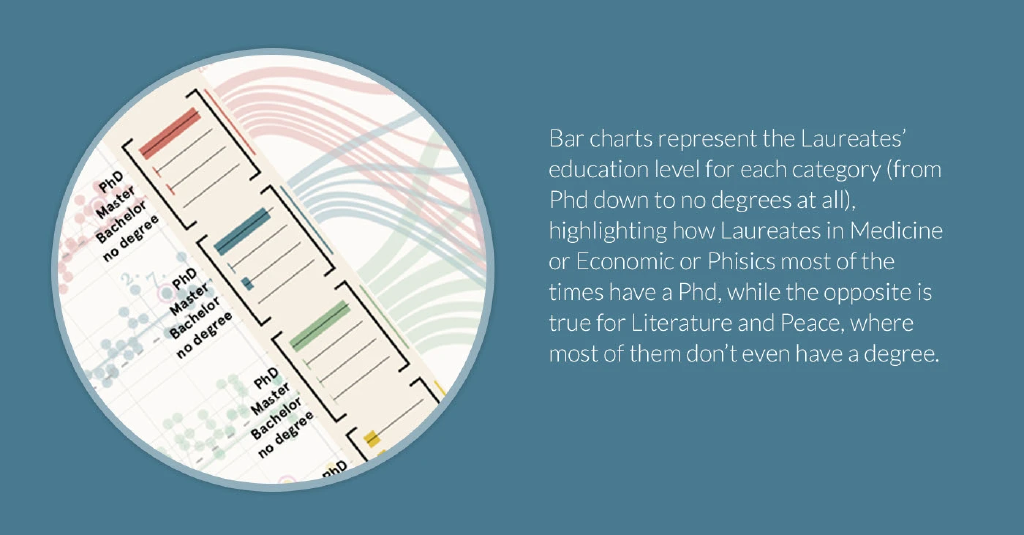 PhD
Master
Bachelor
no degree
2.
7.
PhD
Master
Bachelor
no degree
PhD
Master
Bachelor
no degree
PhD
Bar charts represent the Laureates’
education level for each category (from
Phd down to no degrees at all),
highlighting how Laureates in Medicine
or Economic or Phisics most of the
times have a Phd, while the opposite is
true for Literature and Peace, where
most of them don’t even have a degree.